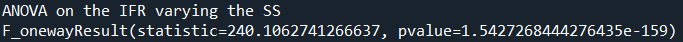 ANOVA on the IFR varying the SS
F_onewayResult(statistic=240.1062741266637, pvalue=1.5427268444276435e-159)